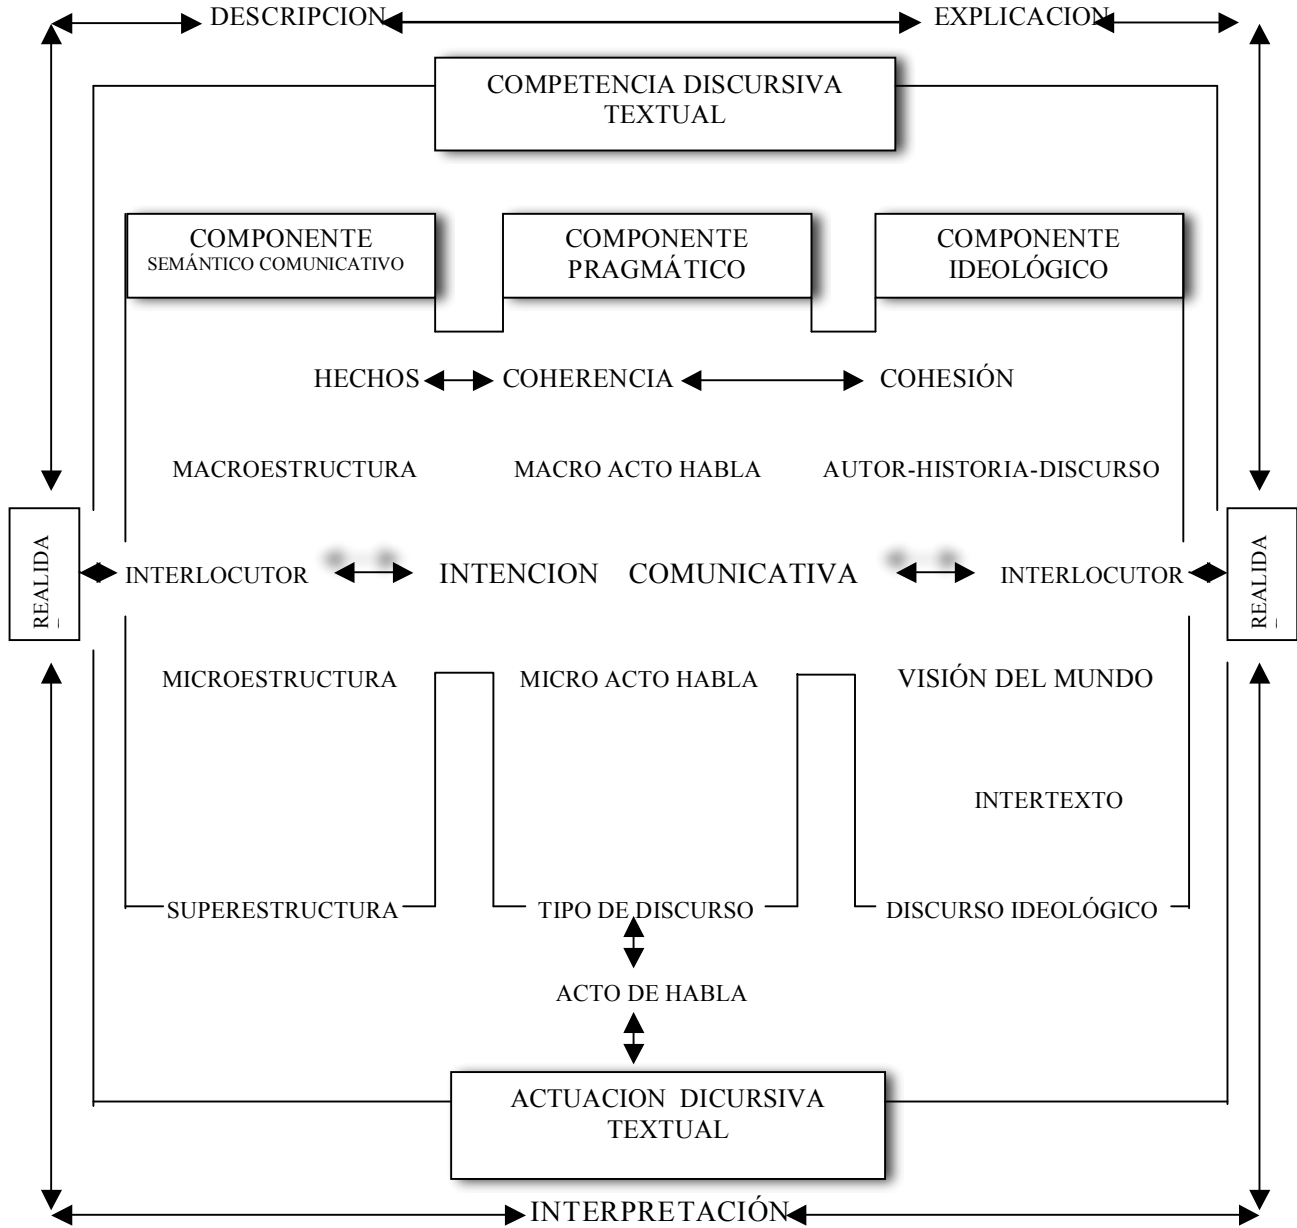 DESCRIPCION EXPLICACION
COMPETENCIA DISCURSIVA
TEXTUAL
COMPONENTE
SEMÁNTICO COMUNICATIVO
COMPONENTE
PRAGMÁTICO
COMPONENTE
IDEOLÓGICO
HECHOS COHERENCIA COHESIÓN
MACROESTRUCTURA MACRO ACTO HABLA AUTOR-HISTORIA-DISCURSO
REALIDA
INTERLOCUTOR INTENCION COMUNICATIVA INTERLOCUTOR
REALIDA
MICROESTRUCTURA MICRO ACTO HABLA VISIÓN DEL MUNDO
INTERTEXTO
SUPERESTRUCTURA TIPO DE DISCURSO DISCURSO IDEOLÓGICO
ACTO DE HABLA
ACTUACION DICURSIVA
TEXTUAL
INTERPRETACIÓN